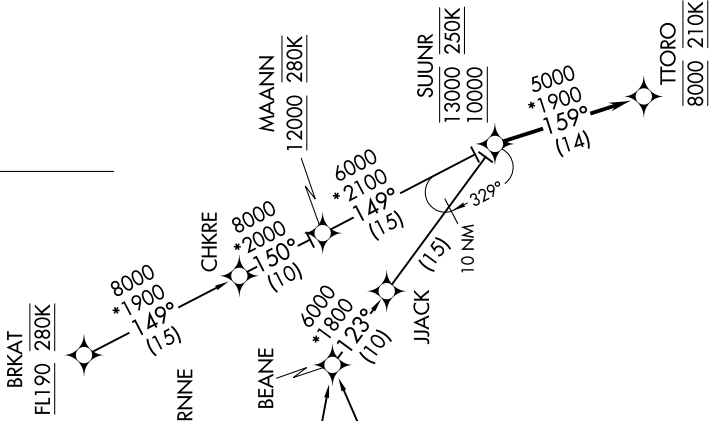 BRKAT
FL190 280K
8000
*1900
149°
(15)
RNNE
CHKRE
8000
*2000
150°
(10)
MAANN
12000 280K
6000
*2100
149°
(15)
BEANE
6000
*1800
123°
(10)
JJACK
(15)
10 NM
329°
SUUNR
13000 250K
10000
5000
*1900
159°
(14)
TTORO
8000 210K